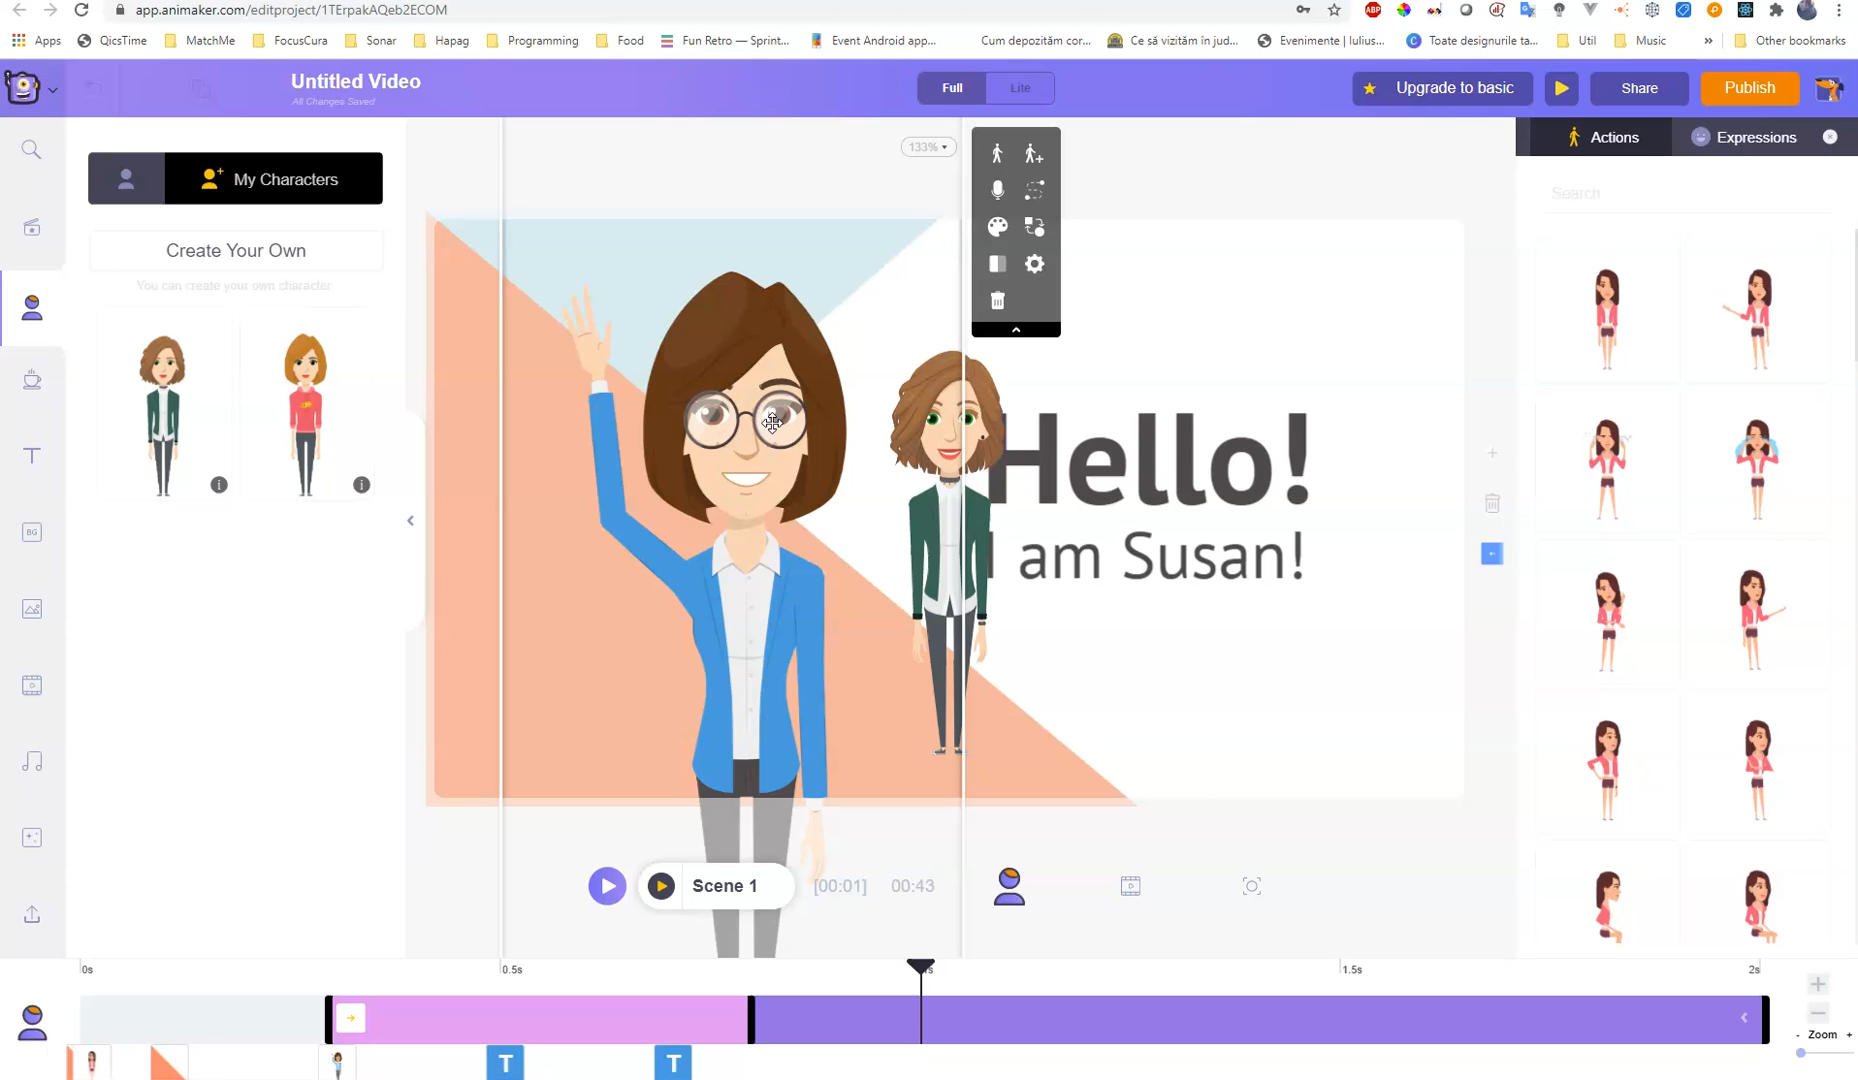 app.animaker.com/editproject/1TErpakAQeb2ECOM
ABP
Apps
QicsTime
MatchMe
FocusCura
Sonar
Hapag
Programming
Food
Fun Retro — Sprint...
Event Android app...
Cum depozităm cor...
Ce să vizităm în jud...
Evenimente | Iulius...
Toate designurile ta...
Util
Music
»
Other bookmarks
Untitled Video
All Changes Saved
Full
Lite
Upgrade to basic
Share
Publish
My Characters
133%
Actions
Expressions
Search
Create Your Own
You can create your own character
BG
Hello!
I am Susan!
Scene 1
[00:01]
00:43
0s
0.5s
1.5s
2s
- Zoom +
T
T